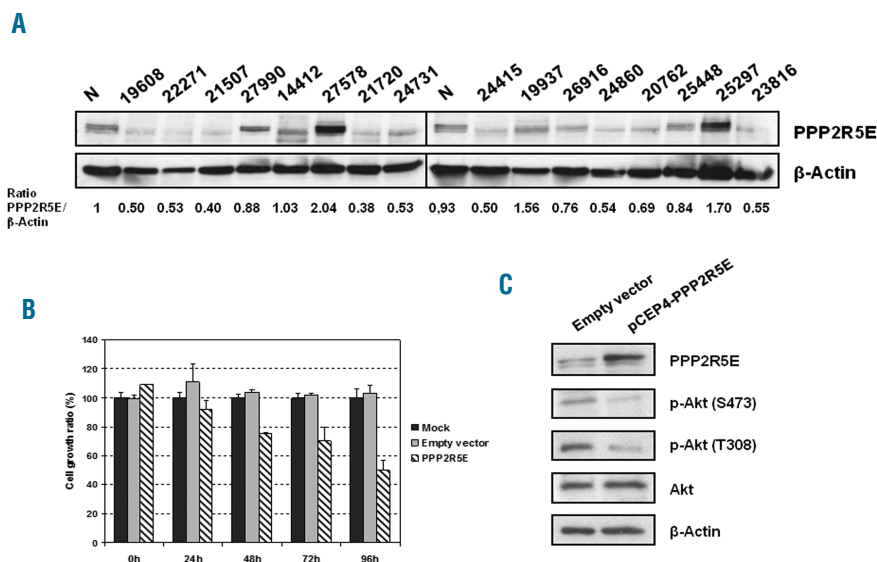 A
N 19608 22271 21507 27990 14412 27578 21720 24731 N 24415 19937 26916 24860 20762 25448 25297 23816
PPP2R5E
β-Actin
Ratio
PPP2R5E/
β-Actin
1 0.50 0.53 0.40 0.88 1.03 2.04 0.38 0.53 0,93 0.50 1.56 0.76 0.54 0.69 0.84 1.70 0.55
B
Cell growth ratio (%)
140
120
100
80
60
40
20
0
0h 24h 48h 72h 96h
Mock
Empty vector
PPP2R5E
C
Empty vector pCEP4-PPP2R5E
PPP2R5E
p-Akt (S473)
p-Akt (T308)
Akt
β-Actin